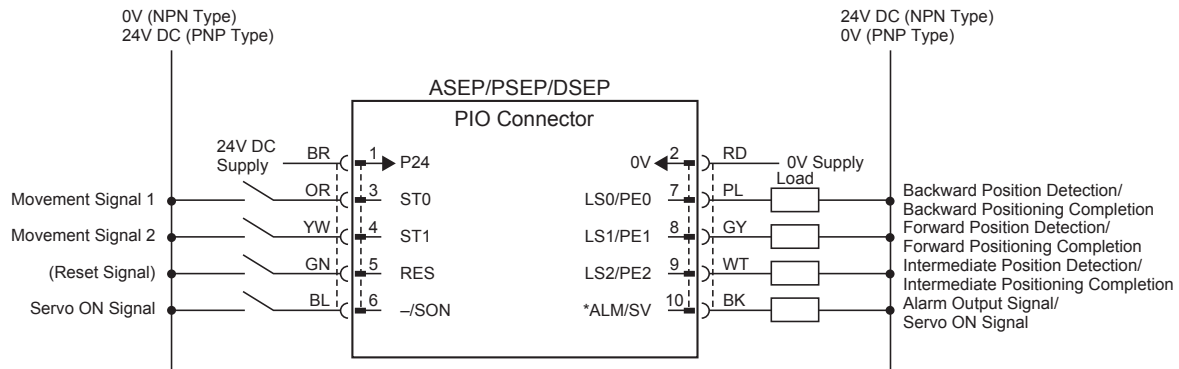 0V (NPN Type)
24V DC (PNP Type)
24V DC (NPN Type)
0V (PNP Type)
ASEP/PSEP/DSEP
PIO Connector
24V DC
Supply
BR 1 P24
0V 2 RD 0V Supply
Load
Movement Signal 1 OR 3 ST0
LS0/PE0 7 PL Backward Position Detection/
Backward Positioning Completion
Movement Signal 2 YW 4 ST1
LS1/PE1 8 GY Forward Position Detection/
Forward Positioning Completion
(Reset Signal) GN 5 RES
LS2/PE2 9 WT Intermediate Position Detection/
Intermediate Positioning Completion
Servo ON Signal BL 6 –/SON
*ALM/SV 10 BK Alarm Output Signal/
Servo ON Signal